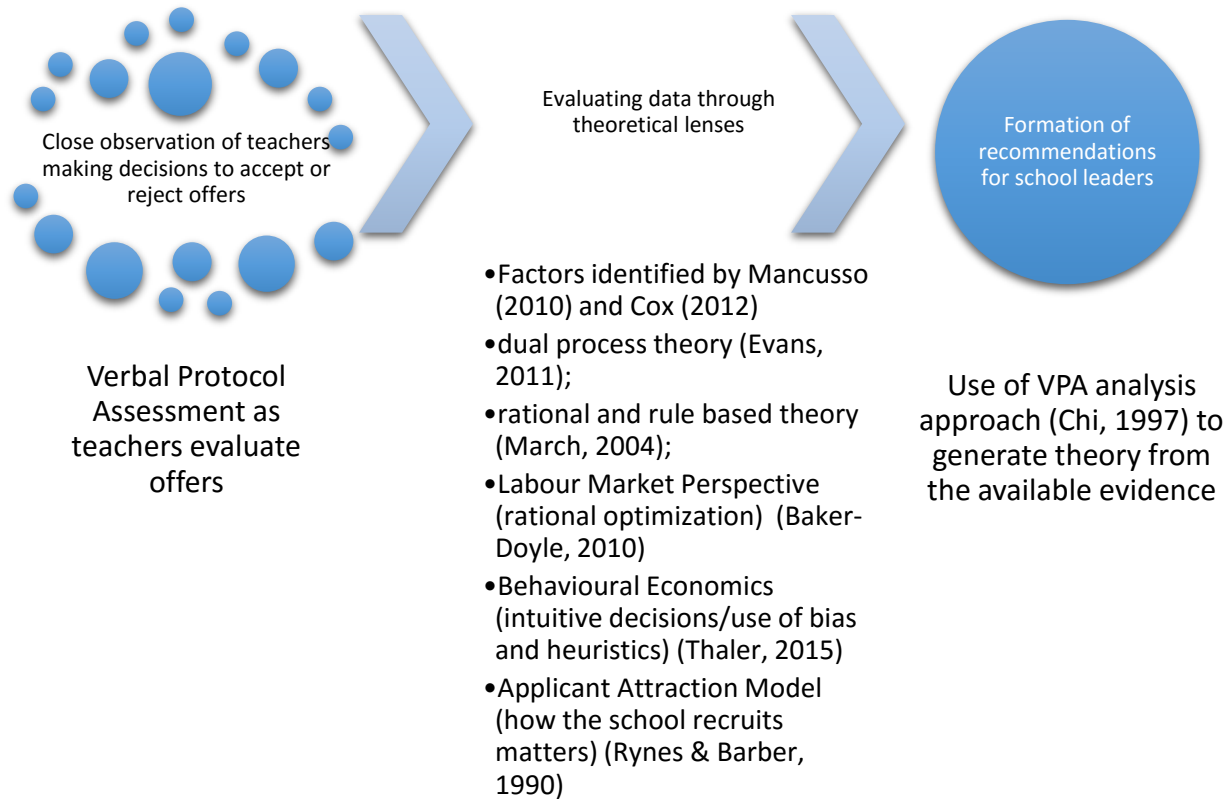 Close observation of teachers
making decisions to accept or
reject offers
Verbal Protocol
Assessment as
teachers evaluate
offers
Evaluating data through
theoretical lenses
•Factors identified by Mancusso
(2010) and Cox (2012)
•dual process theory (Evans,
2011);
•rational and rule based theory
(March, 2004);
•Labour Market Perspective
(rational optimization)  (Baker-
Doyle, 2010)
•Behavioural Economics
(intuitive decisions/use of bias
and heuristics) (Thaler, 2015)
•Applicant Attraction Model
(how the school recruits
matters) (Rynes & Barber,
1990)
Formation of
recommendations
for school leaders
Use of VPA analysis
approach (Chi, 1997) to
generate theory from
the available evidence